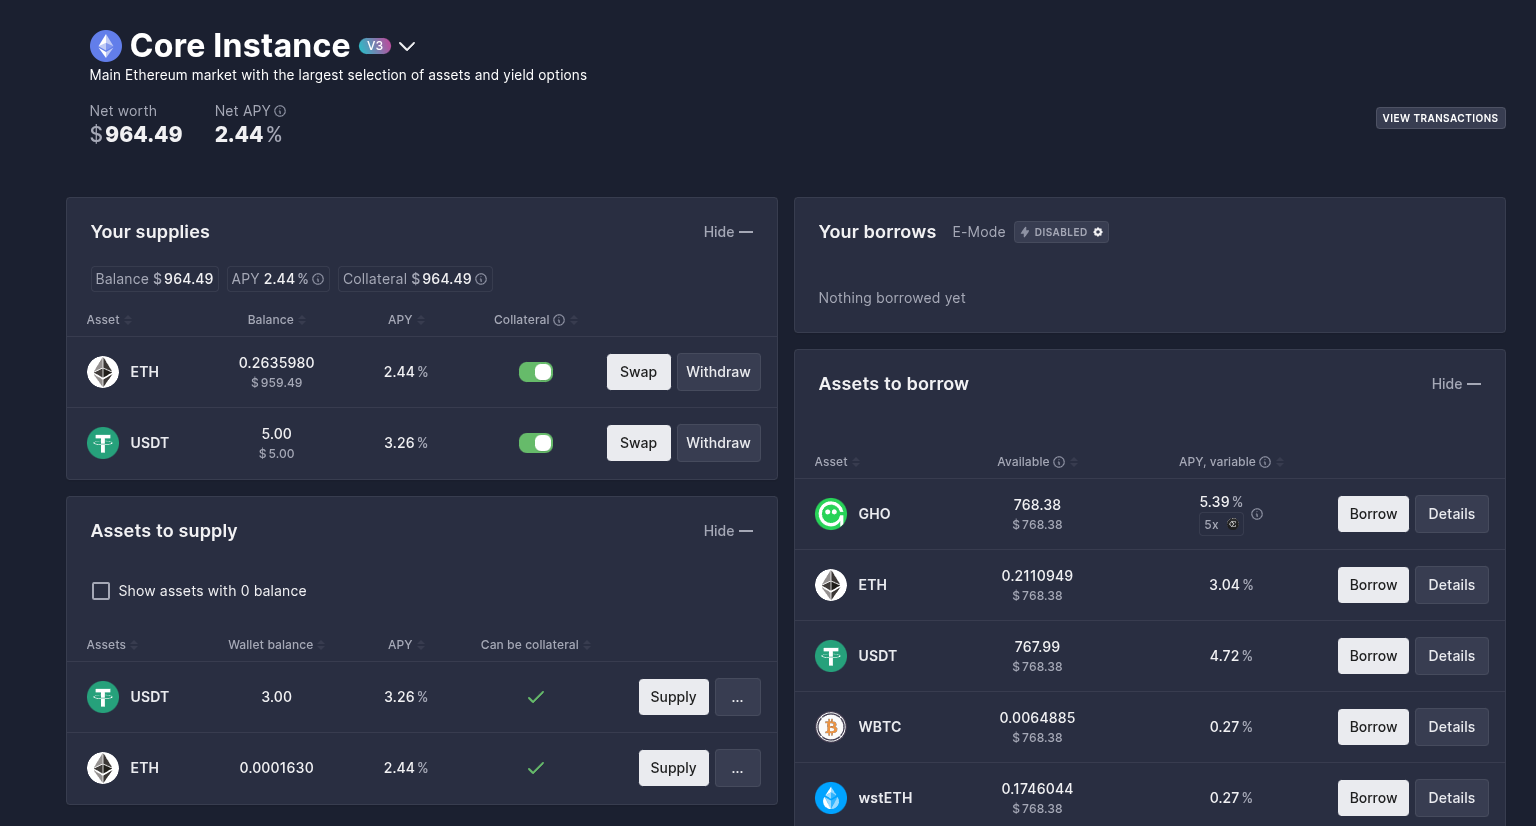 Core Instance V3
Main Ethereum market with the largest selection of assets and yield options
Net worth Net APY
$964.49 2.44%
VIEW TRANSACTIONS
Your supplies Hide
Balance $964.49 APY 2.44% Collateral $964.49
Asset Balance APY Collateral
ETH 0.2635980 2.44% Swap Withdraw
$959.49
USDT 5.00 3.26% Swap Withdraw
$5.00
Assets to supply Hide
Show assets with 0 balance
Assets Wallet balance APY Can be collateral
USDT 3.00 3.26% Supply ...
ETH 0.0001630 2.44% Supply ...
Your borrows E-Mode DISABLED
Nothing borrowed yet
Assets to borrow Hide
Asset Available APY, variable
GHO 768.38 5.39% Borrow Details
$768.38 5x
ETH 0.2110949 3.04% Borrow Details
$768.38
USDT 767.99 4.72% Borrow Details
$768.38
WBTC 0.0064885 0.27% Borrow Details
$768.38
wstETH 0.1746044 0.27% Borrow Details
$768.38